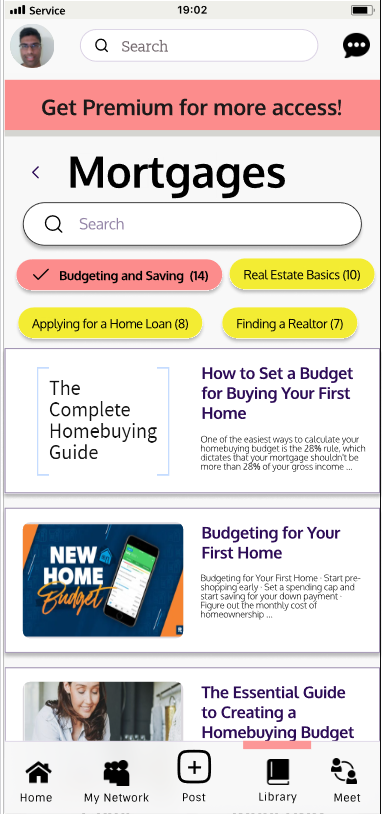 Service
19:02
Search
Get Premium for more access!
Mortgages
Search
Budgeting and Saving (14)
Real Estate Basics (10)
Applying for a Home Loan (8)
Finding a Realtor (7)
The
Complete
Homebuying
Guide
How to Set a Budget
for Buying Your First
Home
One of the easiest ways to calculate your
homebuying budget is the 28% rule, which
dictates that your mortgage shouldn't be
more than 28% of your gross income ...
NEW
HOME
Budget
Budgeting for Your
First Home
Budgeting for Your First Home · Start pre-
shopping early · Set a spending cap and
start saving for your down payment ·
Figure out the monthly cost of
homeownership ...
The Essential Guide
to Creating a
Homebuying Budget
Home
My Network
Post
Library
Meet